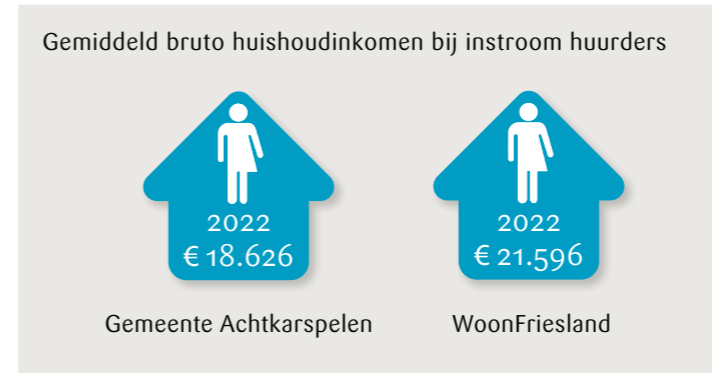 Gemiddeld bruto huishoudinkomen bij instroom huurders
2022
€ 18.626
Gemeente Achtkarspelen
2022
€ 21.596
WoonFriesland